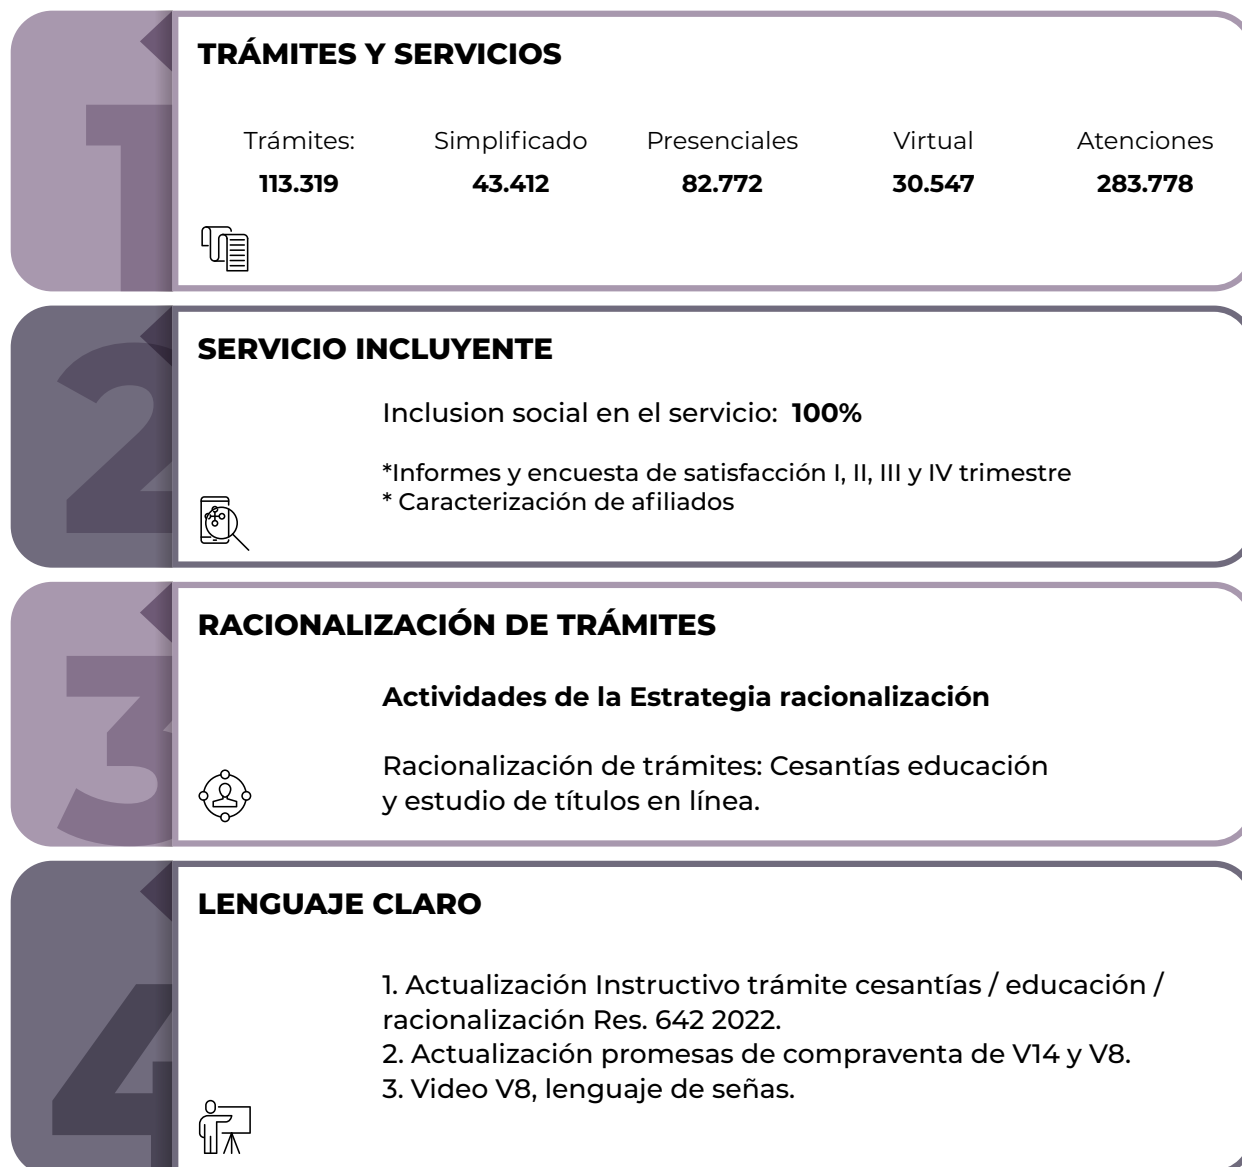 1
TRÁMITES Y SERVICIOS
Trámites: Simplificado Presenciales Virtual Atenciones
113.319 43.412 82.772 30.547 283.778
2
SERVICIO INCLUYENTE
Inclusion social en el servicio: 100%
*Informes y encuesta de satisfacción I, II, III y IV trimestre
* Caracterización de afiliados
3
RACIONALIZACIÓN DE TRÁMITES
Actividades de la Estrategia racionalización
Racionalización de trámites: Cesantías educación
y estudio de títulos en línea.
4
LENGUAJE CLARO
1. Actualización Instructivo trámite cesantías / educación /
racionalización Res. 642 2022.
2. Actualización promesas de compraventa de V14 y V8.
3. Video V8, lenguaje de señas.